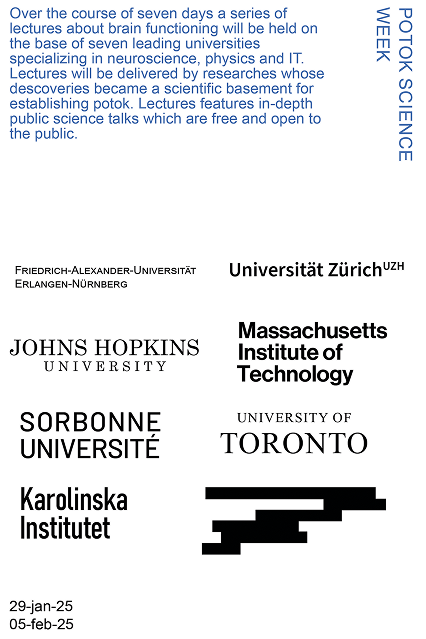 Over the course of seven days a series of
lectures about brain functioning will be held on
the base of seven leading universities
specializing in neuroscience, physics and IT.
Lectures will be delivered by researches whose
descoveries became a scientific basement for
establishing potok. Lectures features in-depth
public science talks which are free and open to
the public.
POTOK SCIENCE
WEEK
FRIEDRICH-ALEXANDER-UNIVERSITÄT
ERLANGEN-NÜRNBERG
Universität Zürich UZH
JOHNS HOPKINS
UNIVERSITY
Massachusetts
Institute of
Technology
SORBONNE
UNIVERSITÉ
UNIVERSITY OF
TORONTO
Karolinska
Institutet
29-jan-25
05-feb-25